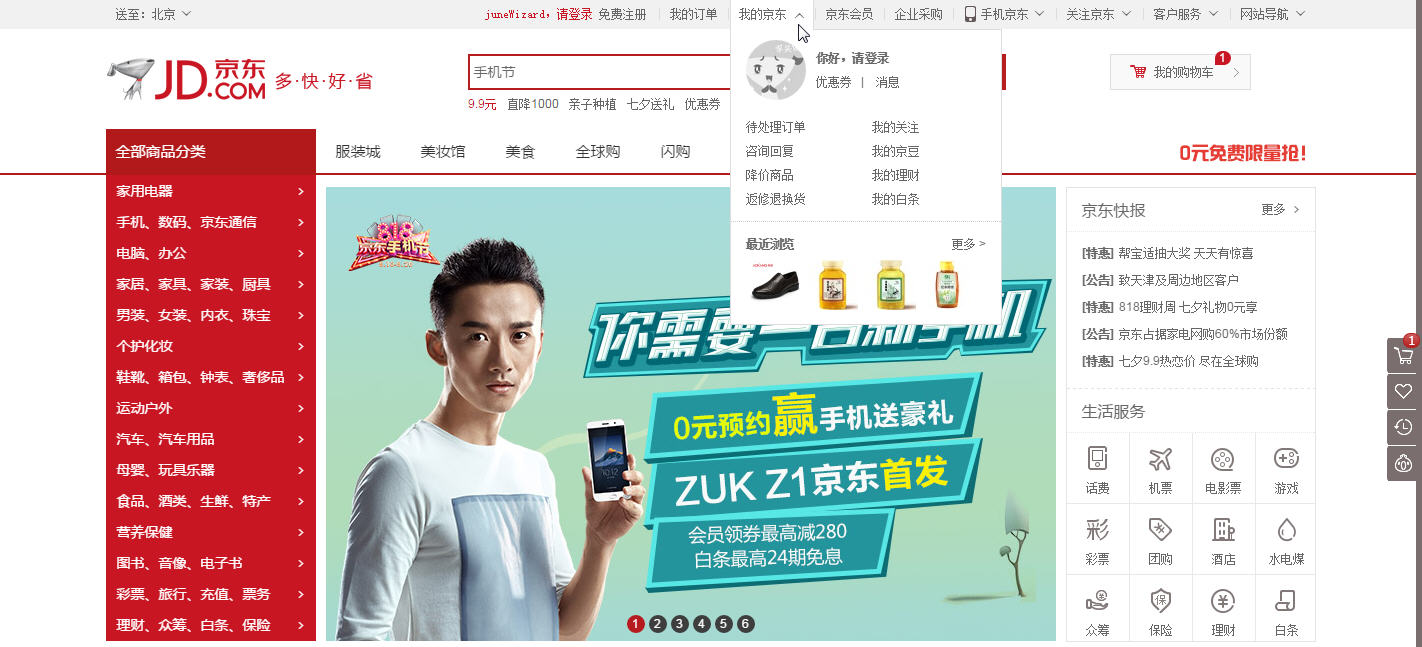 送至：北京
juneWizard，请登录 免费注册 我的订单 我的京东 京东会员 企业采购 手机京东 关注京东 客户服务 网站导航
JD.COM 京东 多·快·好·省
手机节
9.9元 直降1000 亲子种植 七夕送礼 优惠券
你好，请登录
优惠券 | 消息
待处理订单 我的关注
咨询回复 我的京豆
降价商品 我的理财
返修退换货 我的白条
最近浏览 更多 >
1
我的购物车
全部商品分类 服装城 美妆馆 美食 全球购 闪购
0元免费限量抢!
家用电器
手机、数码、京东通信
电脑、办公
家居、家具、家装、厨具
男装、女装、内衣、珠宝
个护化妆
鞋靴、箱包、钟表、奢侈品
运动户外
汽车、汽车用品
母婴、玩具乐器
食品、酒类、生鲜、特产
营养保健
图书、音像、电子书
彩票、旅行、充值、票务
理财、众筹、白条、保险
818
京东手机节
你需要一台新手机
0元预约赢手机送豪礼
ZUK Z1京东首发
会员领券最高减280
白条最高24期免息
10:12
1 2 3 4 5 6
京东快报 更多
[特惠] 帮宝适抽大奖 天天有惊喜
[公告] 致天津及周边地区客户
[特惠] 818理财周 七夕礼物0元享
[公告] 京东占据家电网购60%市场份额
[特惠] 七夕9.9热恋价 尽在全球购
生活服务
话费 机票 电影票 游戏
彩
彩票 团购 酒店 水电煤
保
众筹 保险 理财 白条
1